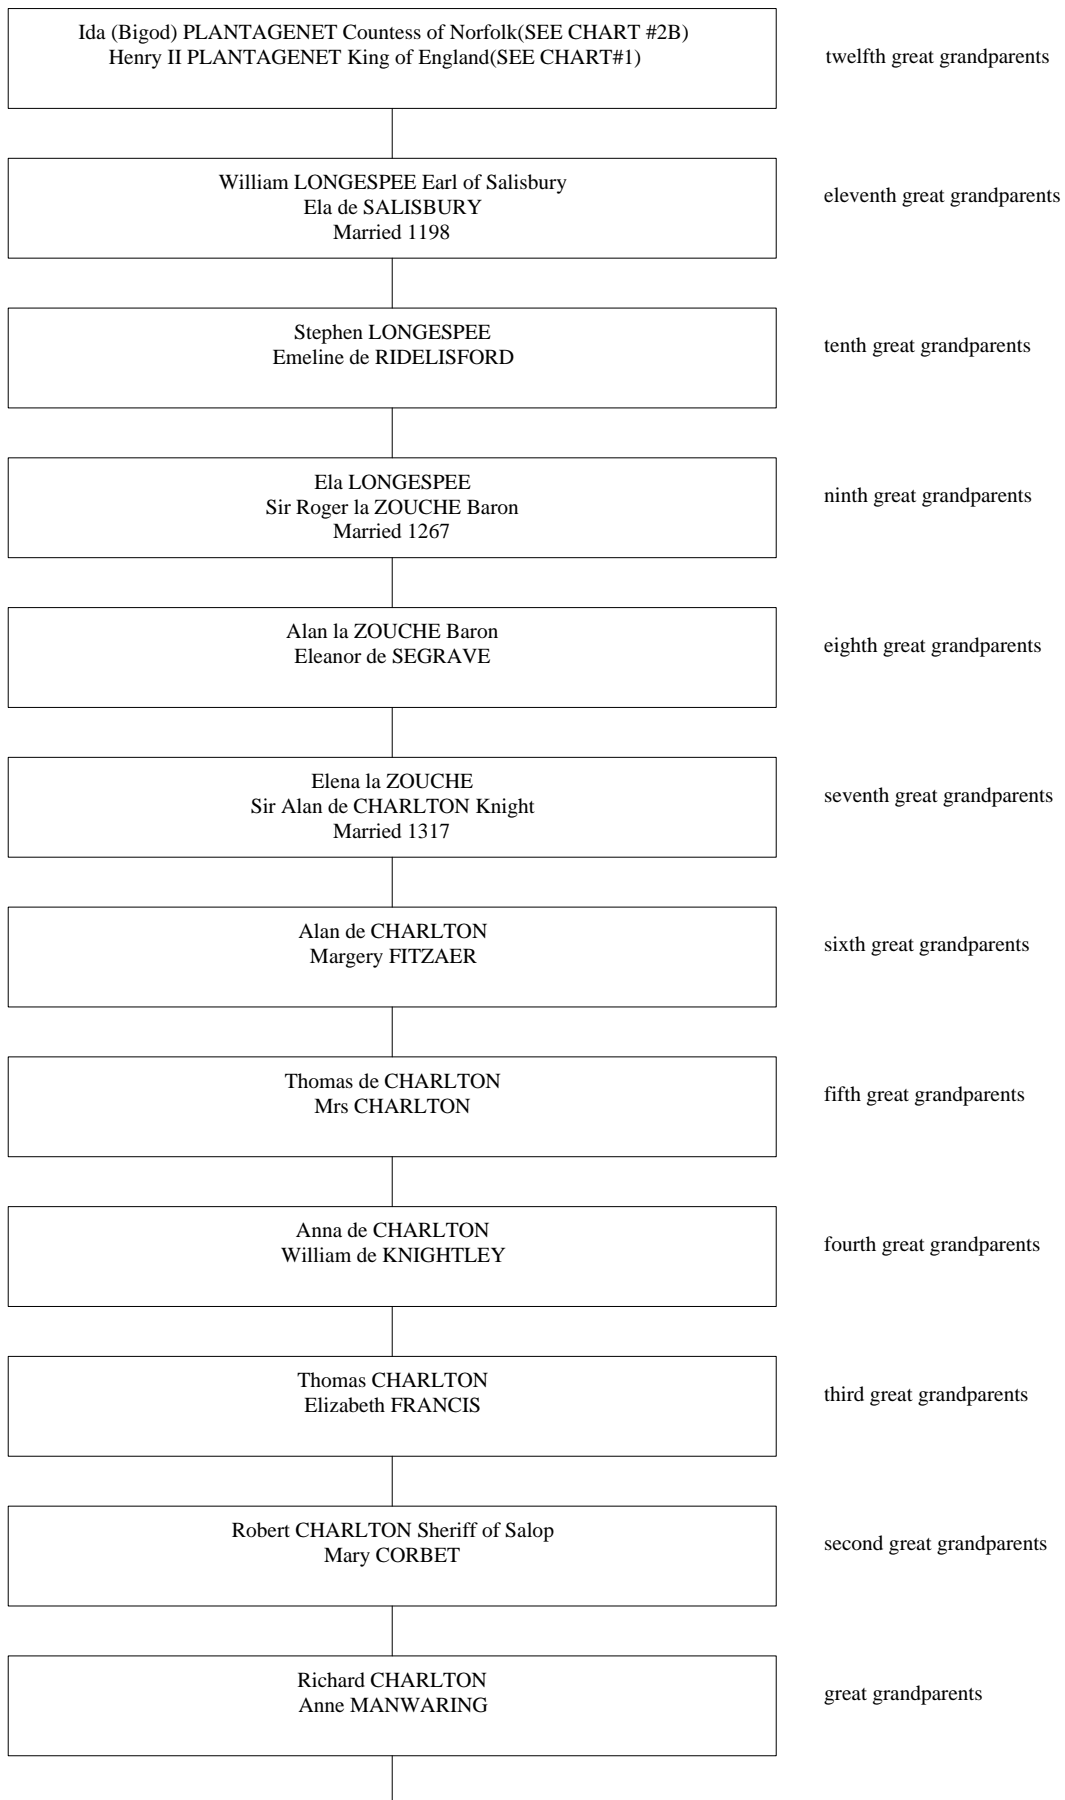 Ida (Bigod) PLANTAGENET Countess of Norfolk(SEE CHART #2B)
Henry II PLANTAGENET King of England(SEE CHART#1)
twelfth great grandparents
William LONGESPEE Earl of Salisbury
Ela de SALISBURY
Married 1198
eleventh great grandparents
Stephen LONGESPEE
Emeline de RIDELISFORD
tenth great grandparents
Ela LONGESPEE
Sir Roger la ZOUCHE Baron
Married 1267
ninth great grandparents
Alan la ZOUCHE Baron
Eleanor de SEGRAVE
eighth great grandparents
Elena la ZOUCHE
Sir Alan de CHARLTON Knight
Married 1317
seventh great grandparents
Alan de CHARLTON
Margery FITZAER
sixth great grandparents
Thomas de CHARLTON
Mrs CHARLTON
fifth great grandparents
Anna de CHARLTON
William de KNIGHTLEY
fourth great grandparents
Thomas CHARLTON
Elizabeth FRANCIS
third great grandparents
Robert CHARLTON Sheriff of Salop
Mary CORBET
second great grandparents
Richard CHARLTON
Anne MANWARING
great grandparents